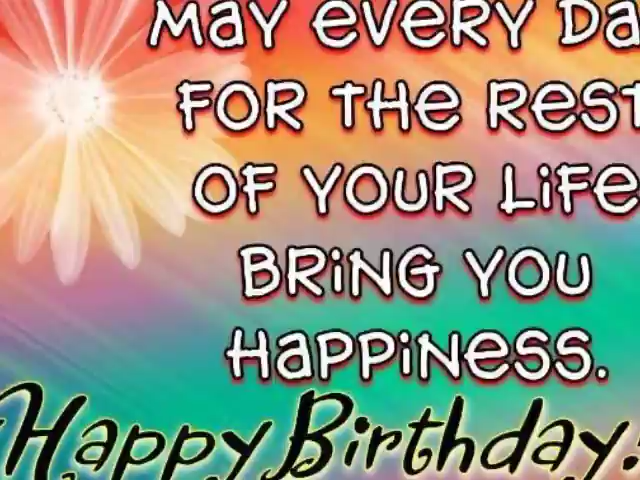 May every Da
for the rest
of your life
bring you
happiness.
Happy Birthday!